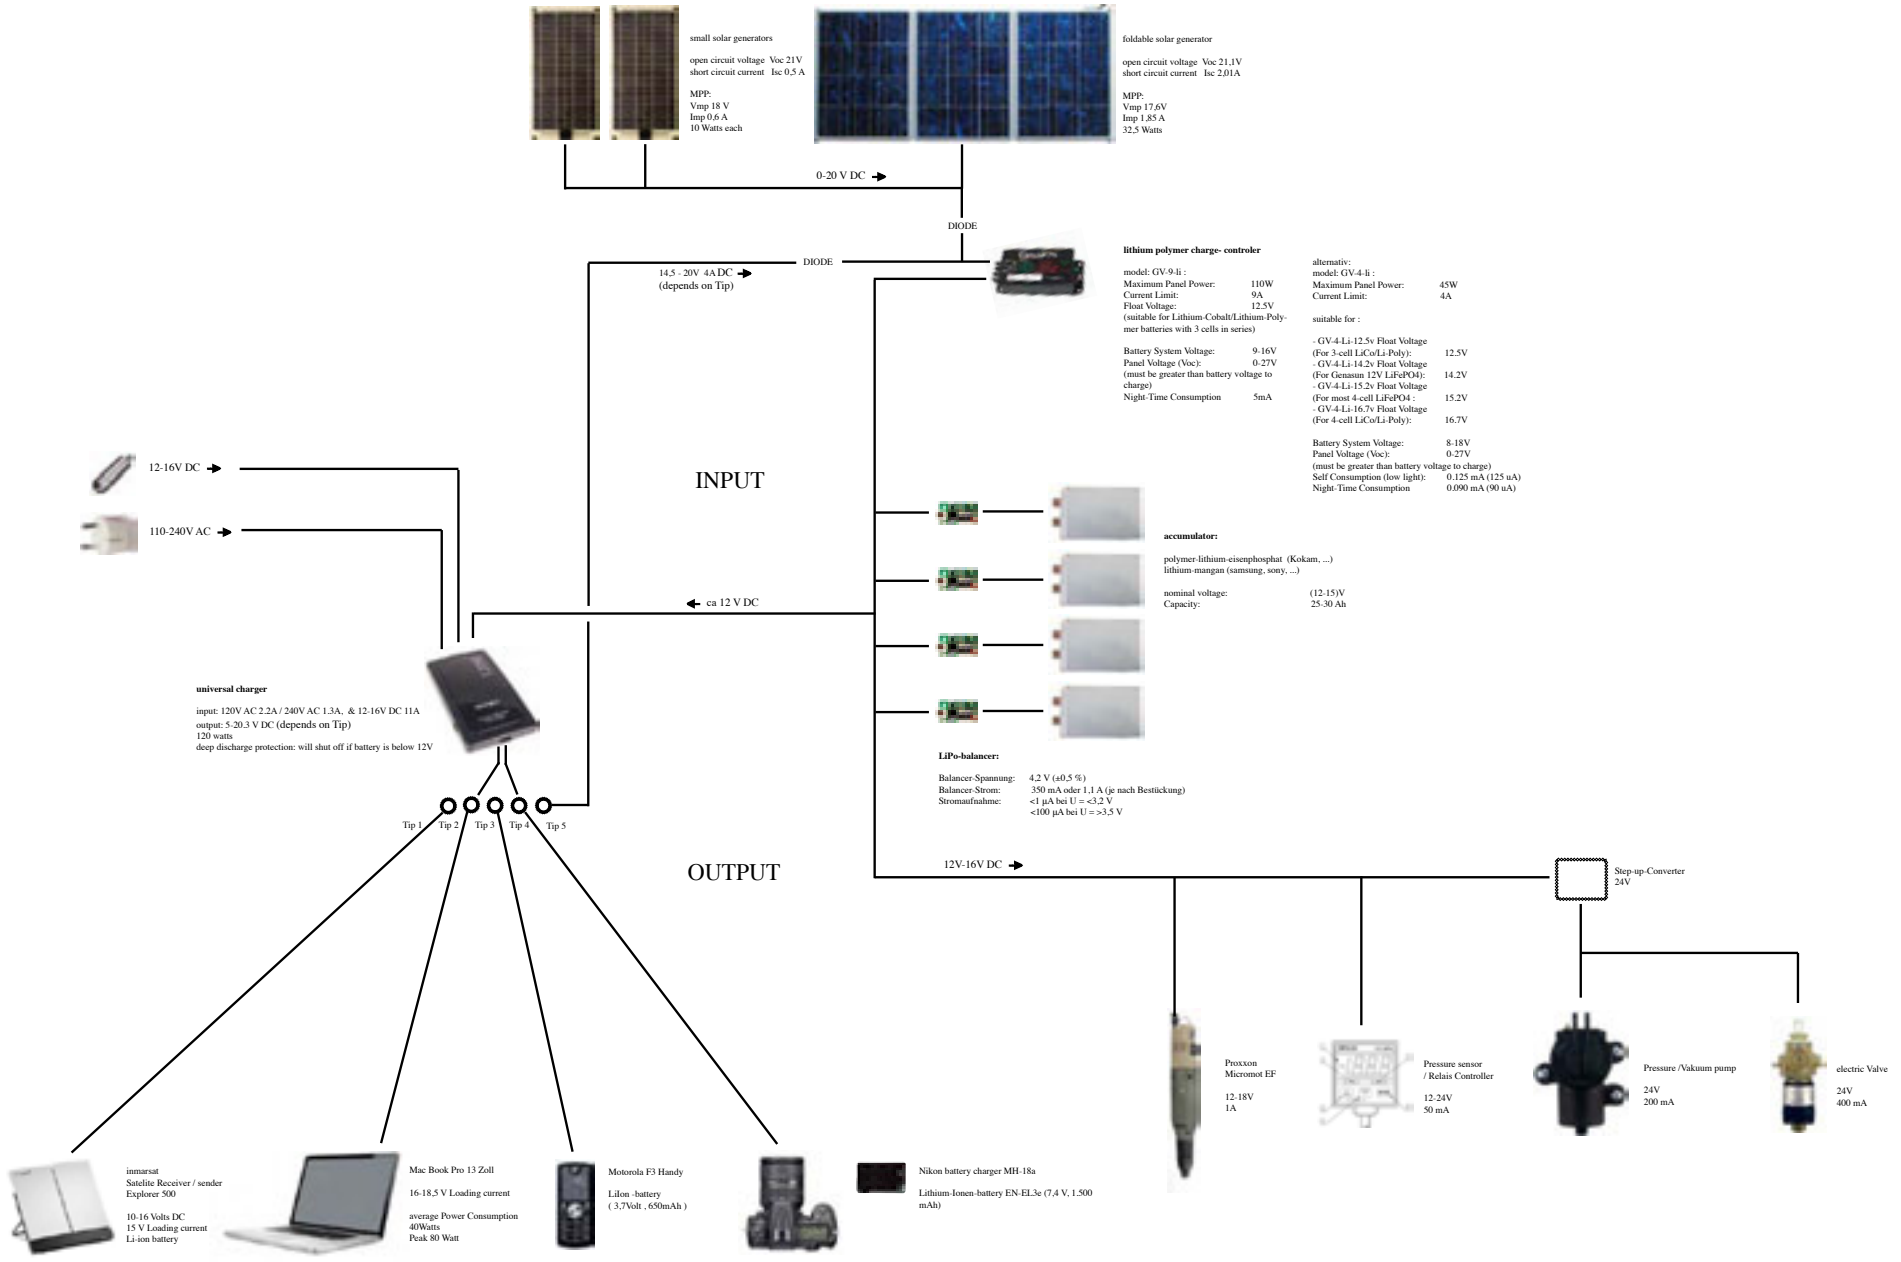 small solar generators
open circuit voltage Voc 21V
short circuit current Isc 0,5 A
MPP:
Vmp 18 V
Imp 0,6 A
10 Watts each
foldable solar generator
open circuit voltage Voc 21,1V
short circuit current Isc 2,01A
MPP:
Vmp 17,6V
Imp 1,85 A
32,5 Watts
0-20 V DC
DIODE
DIODE
14,5 - 20V 4A DC
(depends on Tip)
lithium polymer charge- controler
model: GV-9-li :
Maximum Panel Power: 110W
Current Limit: 9A
Float Voltage: 12.5V
(suitable for Lithium-Cobalt/Lithium-Poly-
mer batteries with 3 cells in series)
Battery System Voltage: 9-16V
Panel Voltage (Voc): 0-27V
(must be greater than battery voltage to
charge)
Night-Time Consumption 5mA
alternativ:
model: GV-4-li :
Maximum Panel Power: 45W
Current Limit: 4A
suitable for :
- GV-4-Li-12.5v Float Voltage
(For 3-cell LiCo/Li-Poly): 12.5V
- GV-4-Li-14.2v Float Voltage
(For Genasun 12V LiFePO4): 14.2V
- GV-4-Li-15.2v Float Voltage
(For most 4-cell LiFePO4 : 15.2V
- GV-4-Li-16.7v Float Voltage
(For 4-cell LiCo/Li-Poly): 16.7V
Battery System Voltage: 8-18V
Panel Voltage (Voc): 0-27V
(must be greater than battery voltage to charge)
Self Consumption (low light): 0.125 mA (125 uA)
Night-Time Consumption 0.090 mA (90 uA)
12-16V DC
110-240V AC
INPUT
accumulator:
polymer-lithium-eisenphosphat (Kokam, ...)
lithium-mangan (samsung, sony, ...)
nominal voltage: (12-15)V
Capacity: 25-30 Ah
ca 12 V DC
universal charger
input: 120V AC 2.2A / 240V AC 1.3A, & 12-16V DC 11A
output: 5-20.3 V DC (depends on Tip)
120 watts
deep discharge protection: will shut off if battery is below 12V
LiPo-balancer:
Balancer-Spannung: 4,2 V (±0,5 %)
Balancer-Strom: 350 mA oder 1,1 A (je nach Bestückung)
Stromaufnahme: <1 µA bei U = <3,2 V
<100 µA bei U = >3,5 V
Tip 1
Tip 2
Tip 3
Tip 4
Tip 5
OUTPUT
12V-16V DC
Step-up-Converter
24V
Proxxon
Micromot EF
12-18V
1A
Pressure sensor
/ Relais Controller
12-24V
50 mA
Pressure /Vakuum pump
24V
200 mA
electric Valve
24V
400 mA
inmarsat
Satelite Receiver / sender
Explorer 500
10-16 Volts DC
15 V Loading current
Li-ion battery
Mac Book Pro 13 Zoll
16-18,5 V Loading current
average Power Consumption
40Watts
Peak 80 Watt
Motorola F3 Handy
LiIon -battery
( 3,7Volt , 650mAh )
Nikon battery charger MH-18a
Lithium-Ionen-battery EN-EL3e (7,4 V, 1.500
mAh)